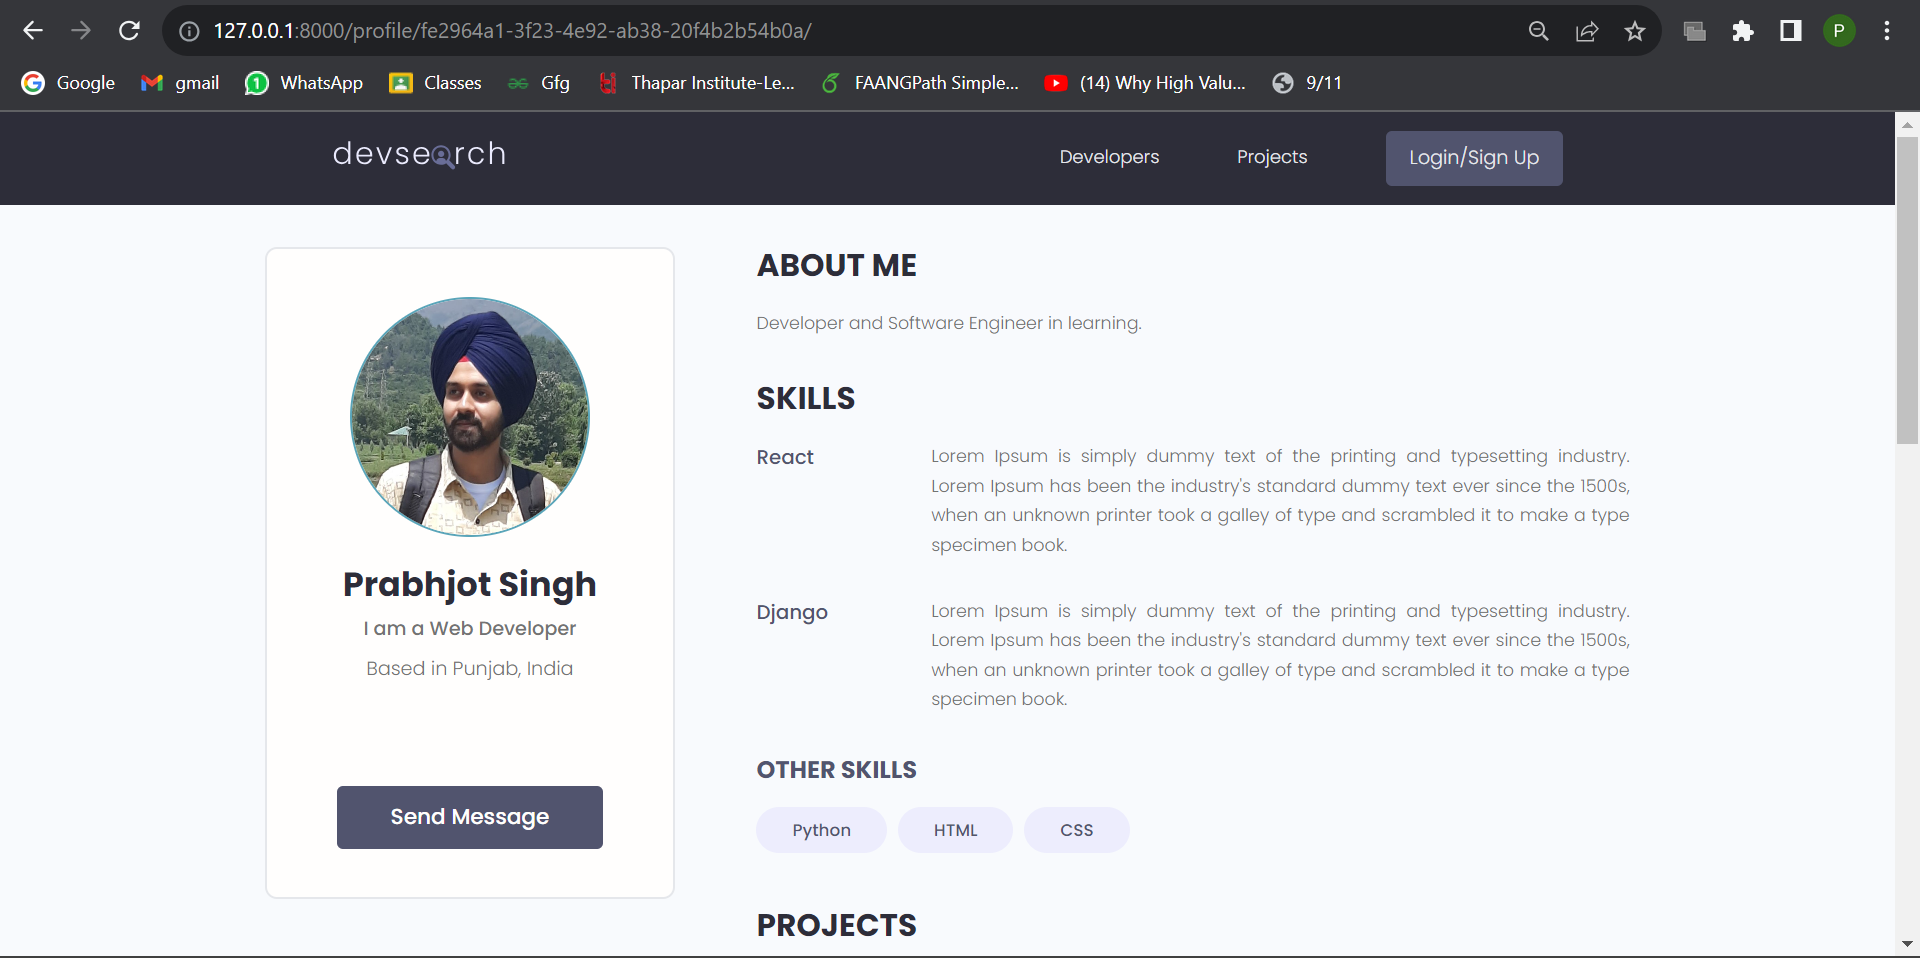 127.0.0.1:8000/profile/fe2964a1-3f23-4e92-ab38-20f4b2b54b0a/
P
Google gmail WhatsApp Classes Gfg Thapar Institute-Le... FAANGPath Simple... (14) Why High Valu... 9/11
devsearch Developers Projects Login/Sign Up
Prabhjot Singh
I am a Web Developer
Based in Punjab, India
Send Message
ABOUT ME
Developer and Software Engineer in learning.
SKILLS
React
Lorem Ipsum is simply dummy text of the printing and typesetting industry.
Lorem Ipsum has been the industry's standard dummy text ever since the 1500s,
when an unknown printer took a galley of type and scrambled it to make a type
specimen book.
Django
Lorem Ipsum is simply dummy text of the printing and typesetting industry.
Lorem Ipsum has been the industry's standard dummy text ever since the 1500s,
when an unknown printer took a galley of type and scrambled it to make a type
specimen book.
OTHER SKILLS
Python HTML CSS
PROJECTS